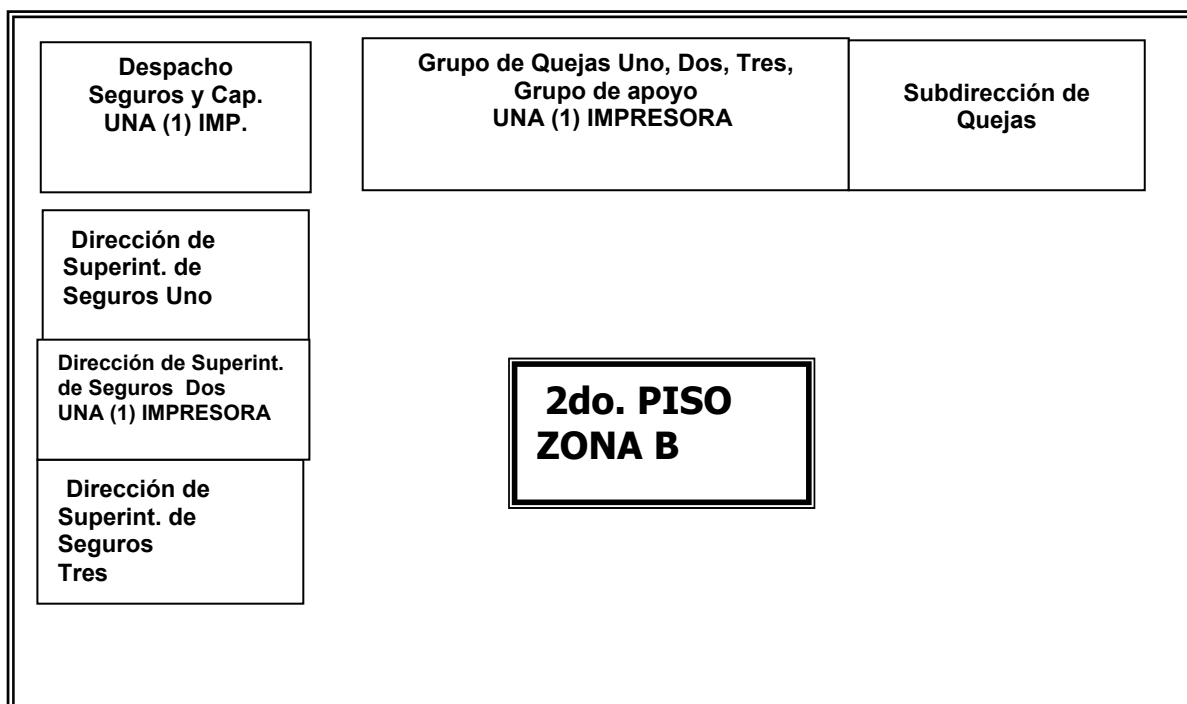 Despacho
Seguros y Cap.
UNA (1) IMP.
Grupo de Quejas Uno, Dos, Tres,
Grupo de apoyo
UNA (1) IMPRESORA
Subdirección de
Quejas
Dirección de
Superint. de
Seguros Uno
Dirección de Superint.
de Seguros Dos
UNA (1) IMPRESORA
Dirección de
Superint. de
Seguros
Tres
2do. PISO
ZONA B